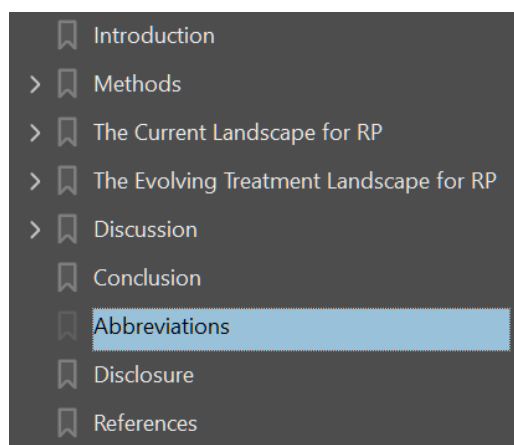 Introduction
Methods
The Current Landscape for RP
The Evolving Treatment Landscape for RP
Discussion
Conclusion
Abbreviations
Disclosure
References